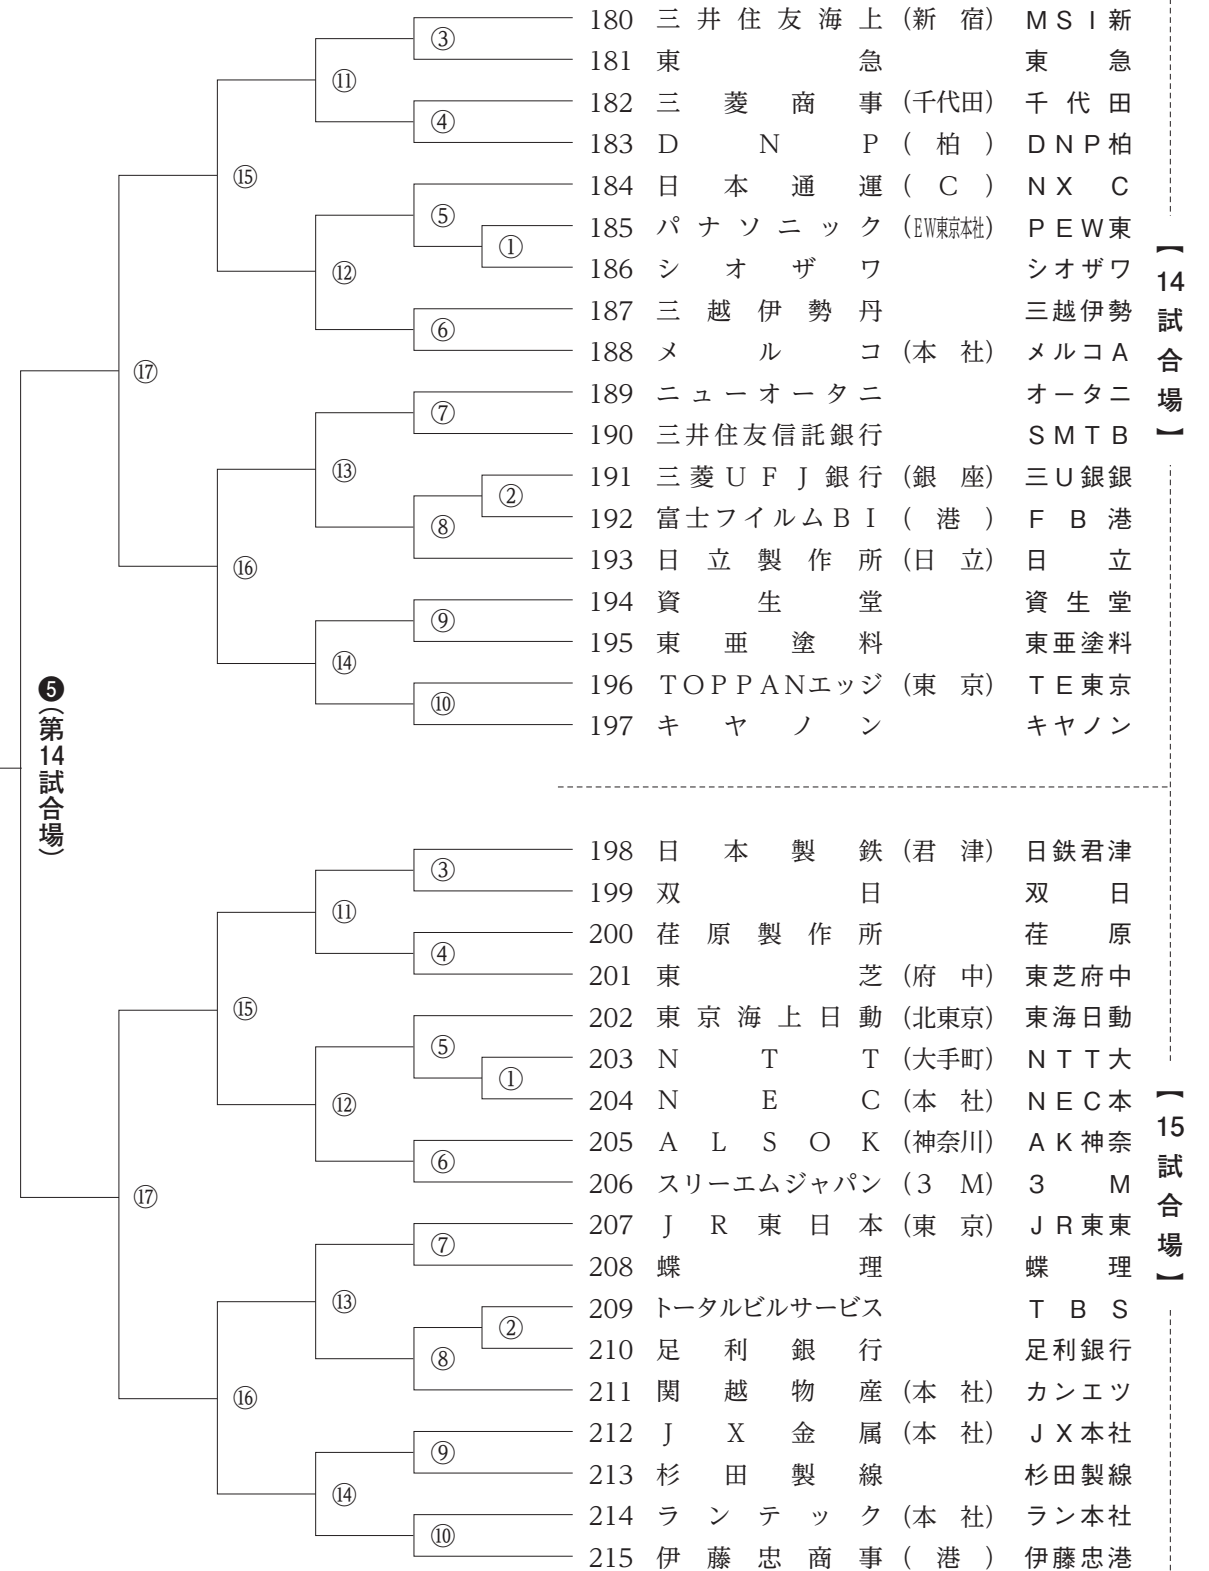 180 三井住友海上 (新宿) MSI新
③
181 東急 東急
⑪
182 三菱商事 (千代田) 千代田
④
183 DNP (柏) DNP柏
⑮
184 日本通運 (C) NX C
⑤
185 パナソニック (EW東京本社) PEW東
①
186 シオザワ シオザワ
⑫
187 三越伊勢丹 三越伊勢
⑥
188 メルコ (本社) メルコA
【14試合場】
⑰
189 ニューオータニ オータニ
⑦
190 三井住友信託銀行 SMTB
⑬
191 三菱UFJ銀行 (銀座) 三U銀銀
②
192 富士フイルムBI (港) FB港
⑧
193 日立製作所 (日立) 日立
⑯
194 資生堂 資生堂
⑨
195 東亜塗料 東亜塗料
⑭
196 TOPPANエッジ (東京) TE東京
⑩
197 キヤノン キヤノン
❺(第14試合場)
198 日本製鉄 (君津) 日鉄君津
③
199 双日 双日
⑪
200 荏原製作所 荏原
④
201 東芝 (府中) 東芝府中
⑮
202 東京海上日動 (北東京) 東海日動
⑤
203 NTT (大手町) NTT大
①
204 NEC (本社) NEC本
⑫
205 ALSOK (神奈川) AK神奈
⑥
206 スリーエムジャパン (3M) 3M
【15試合場】
⑰
207 JR東日本 (東京) JR東東
⑦
208 蝶理 蝶理
⑬
209 トータルビルサービス TBS
②
210 足利銀行 足利銀行
⑧
211 関越物産 (本社) カンエツ
⑯
212 JX金属 (本社) JX本社
⑨
213 杉田製線 杉田製線
⑭
214 ランテック (本社) ラン本社
⑩
215 伊藤忠商事 (港) 伊藤忠港